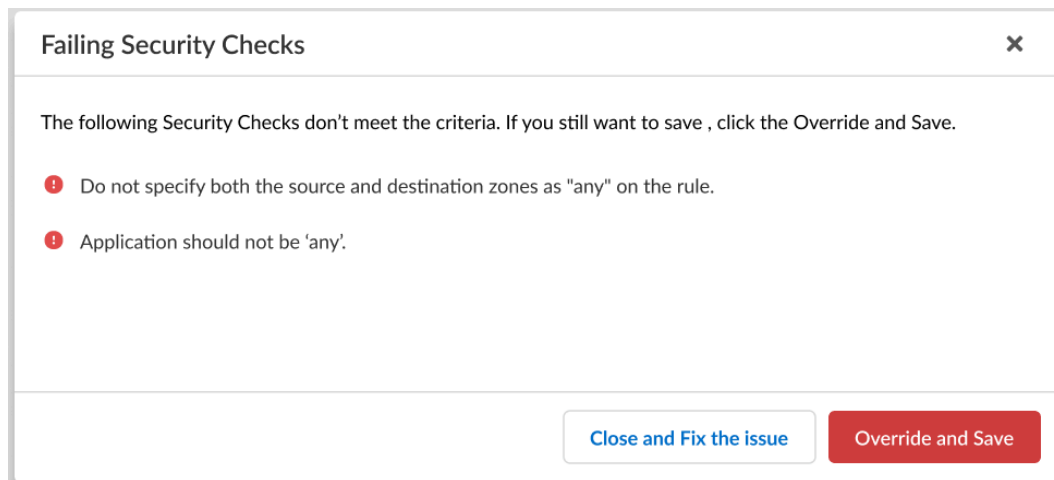 Failing Security Checks
The following Security Checks don’t meet the criteria. If you still want to save , click the Override and Save.
Do not specify both the source and destination zones as "any" on the rule.
Application should not be ‘any’.
Close and Fix the issue
Override and Save